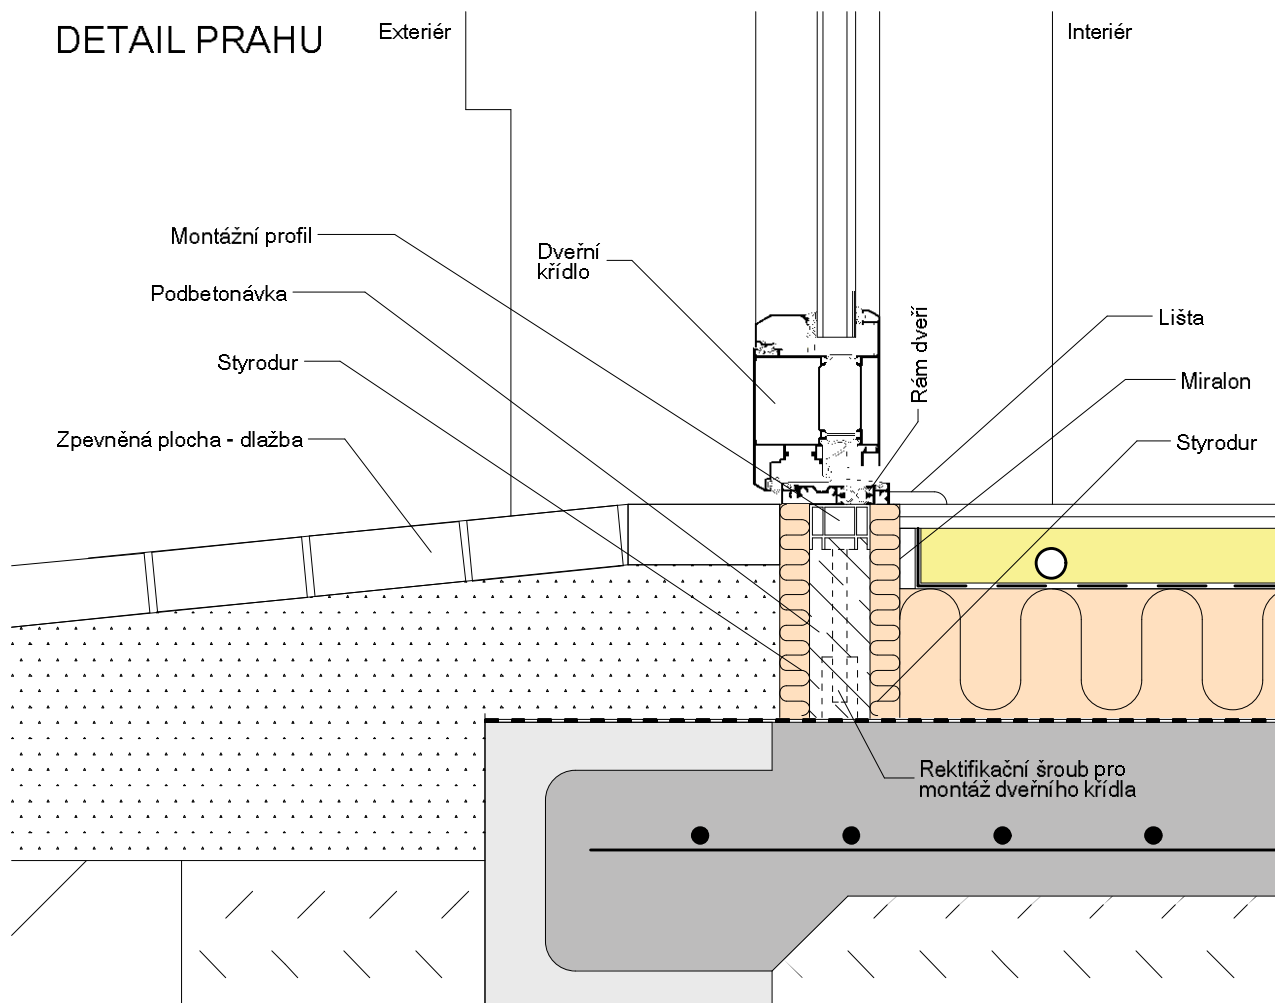 DETAIL PRAHU
Exteriér
Interiér
Montážní profil
Dveřní
křídlo
Podbetonávka
Rám dveří
Lišta
Styrodur
Miralon
Zpevněná plocha - dlažba
Styrodur
Rektifikační šroub pro
montáž dveřního křídla